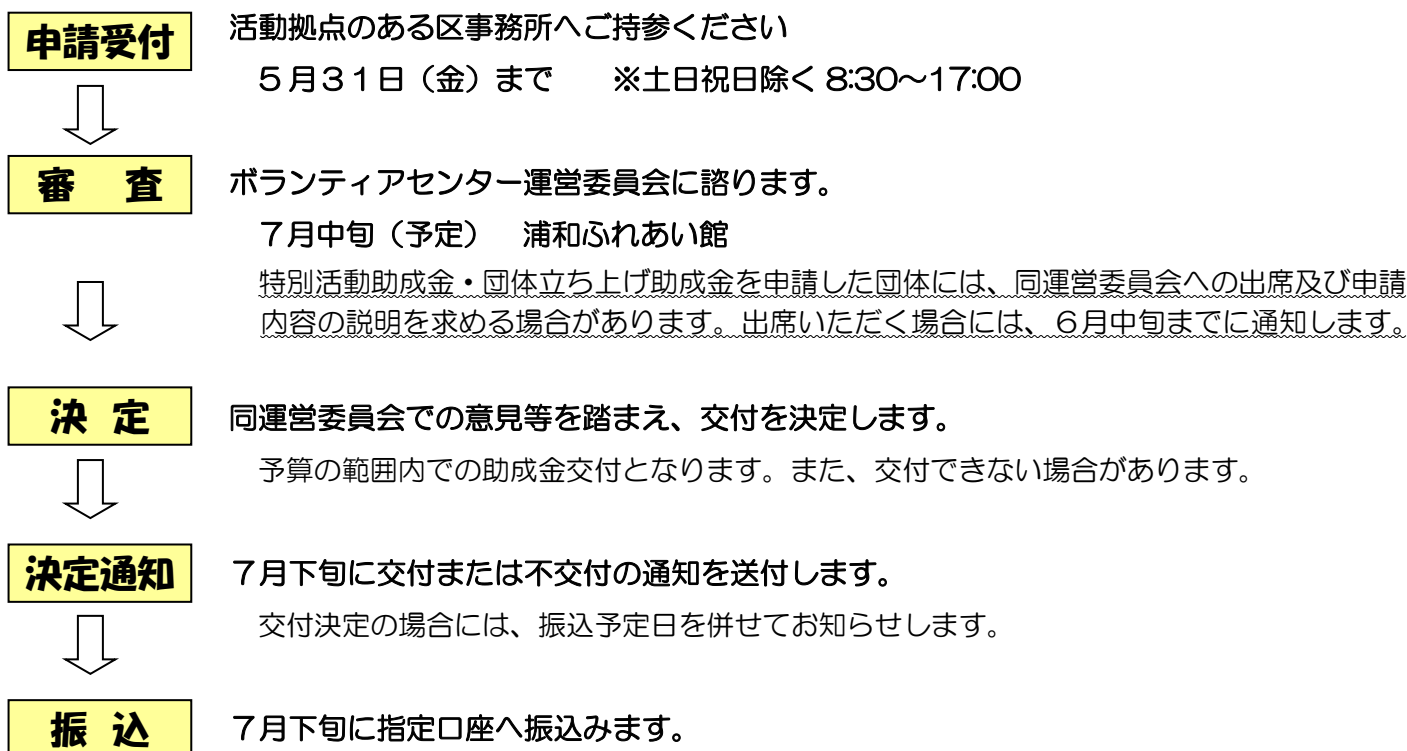 申請受付
活動拠点のある区事務所へご持参ください
５月３１日（金）まで　　※土日祝日除く 8:30～17:00
審　査
ボランティアセンター運営委員会に諮ります。
７月中旬（予定）　浦和ふれあい館
特別活動助成金・団体立ち上げ助成金を申請した団体には、同運営委員会への出席及び申請
内容の説明を求める場合があります。出席いただく場合には、６月中旬までに通知します。
決 定
同運営委員会での意見等を踏まえ、交付を決定します。
予算の範囲内での助成金交付となります。また、交付できない場合があります。
決定通知
７月下旬に交付または不交付の通知を送付します。
交付決定の場合には、振込予定日を併せてお知らせします。
振 込
７月下旬に指定口座へ振込みます。